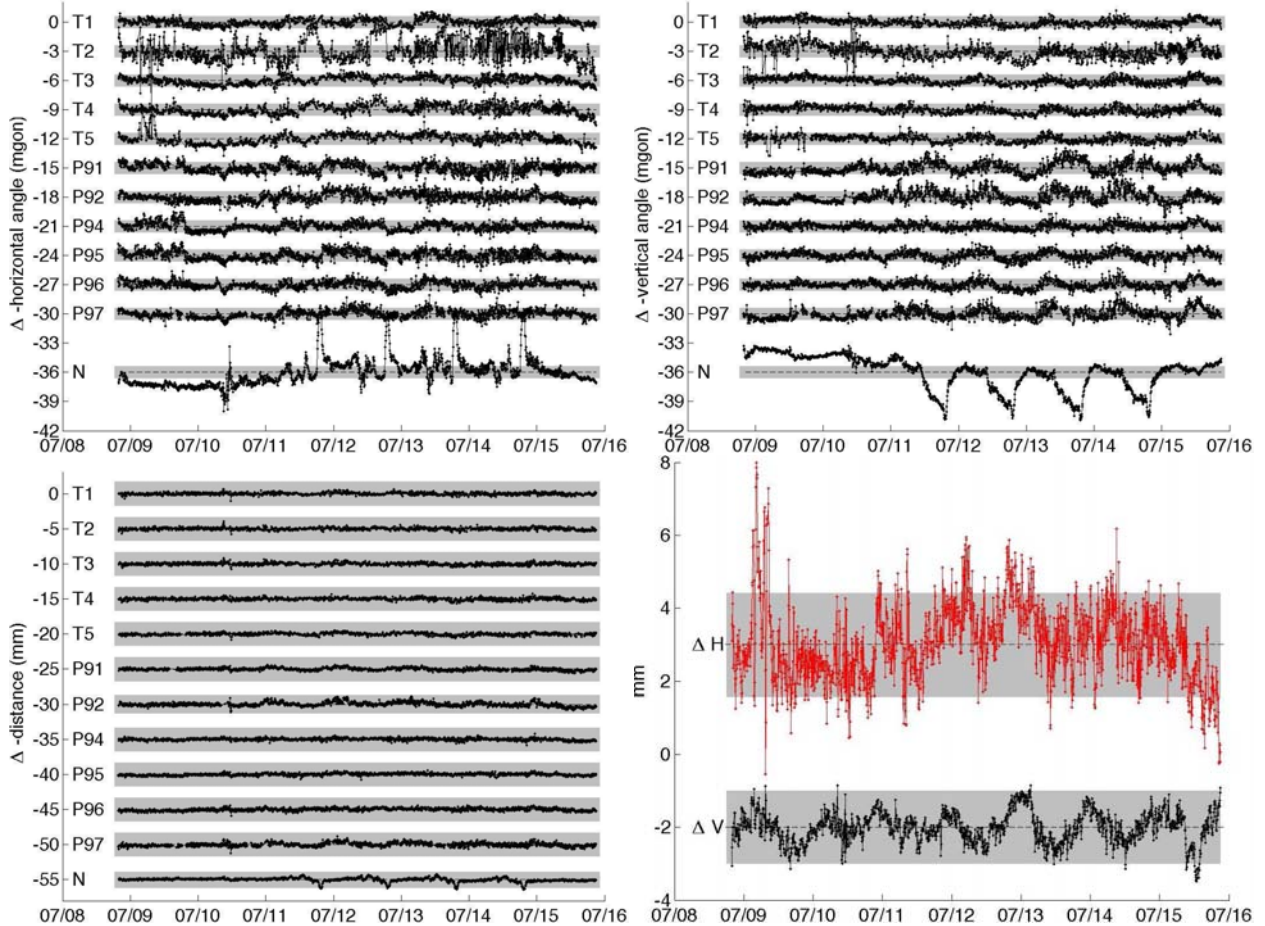 Δ -horizontal angle (mgon)
0 T1
-3 T2
-6 T3
-9 T4
-12 T5
-15 P91
-18 P92
-21 P94
-24 P95
-27 P96
-30 P97
-33
-36 N
-39
-42
07/08 07/09 07/10 07/11 07/12 07/13 07/14 07/15 07/16
Δ -vertical angle (mgon)
0 T1
-3 T2
-6 T3
-9 T4
-12 T5
-15 P91
-18 P92
-21 P94
-24 P95
-27 P96
-30 P97
-33
-36 N
-39
-42
07/08 07/09 07/10 07/11 07/12 07/13 07/14 07/15 07/16
Δ -distance (mm)
0 T1
-5 T2
-10 T3
-15 T4
-20 T5
-25 P91
-30 P92
-35 P94
-40 P95
-45 P96
-50 P97
-55 N
07/08 07/09 07/10 07/11 07/12 07/13 07/14 07/15 07/16
mm
8
6
4
Δ H
2
0
-2 Δ V
-4
07/08 07/09 07/10 07/11 07/12 07/13 07/14 07/15 07/16